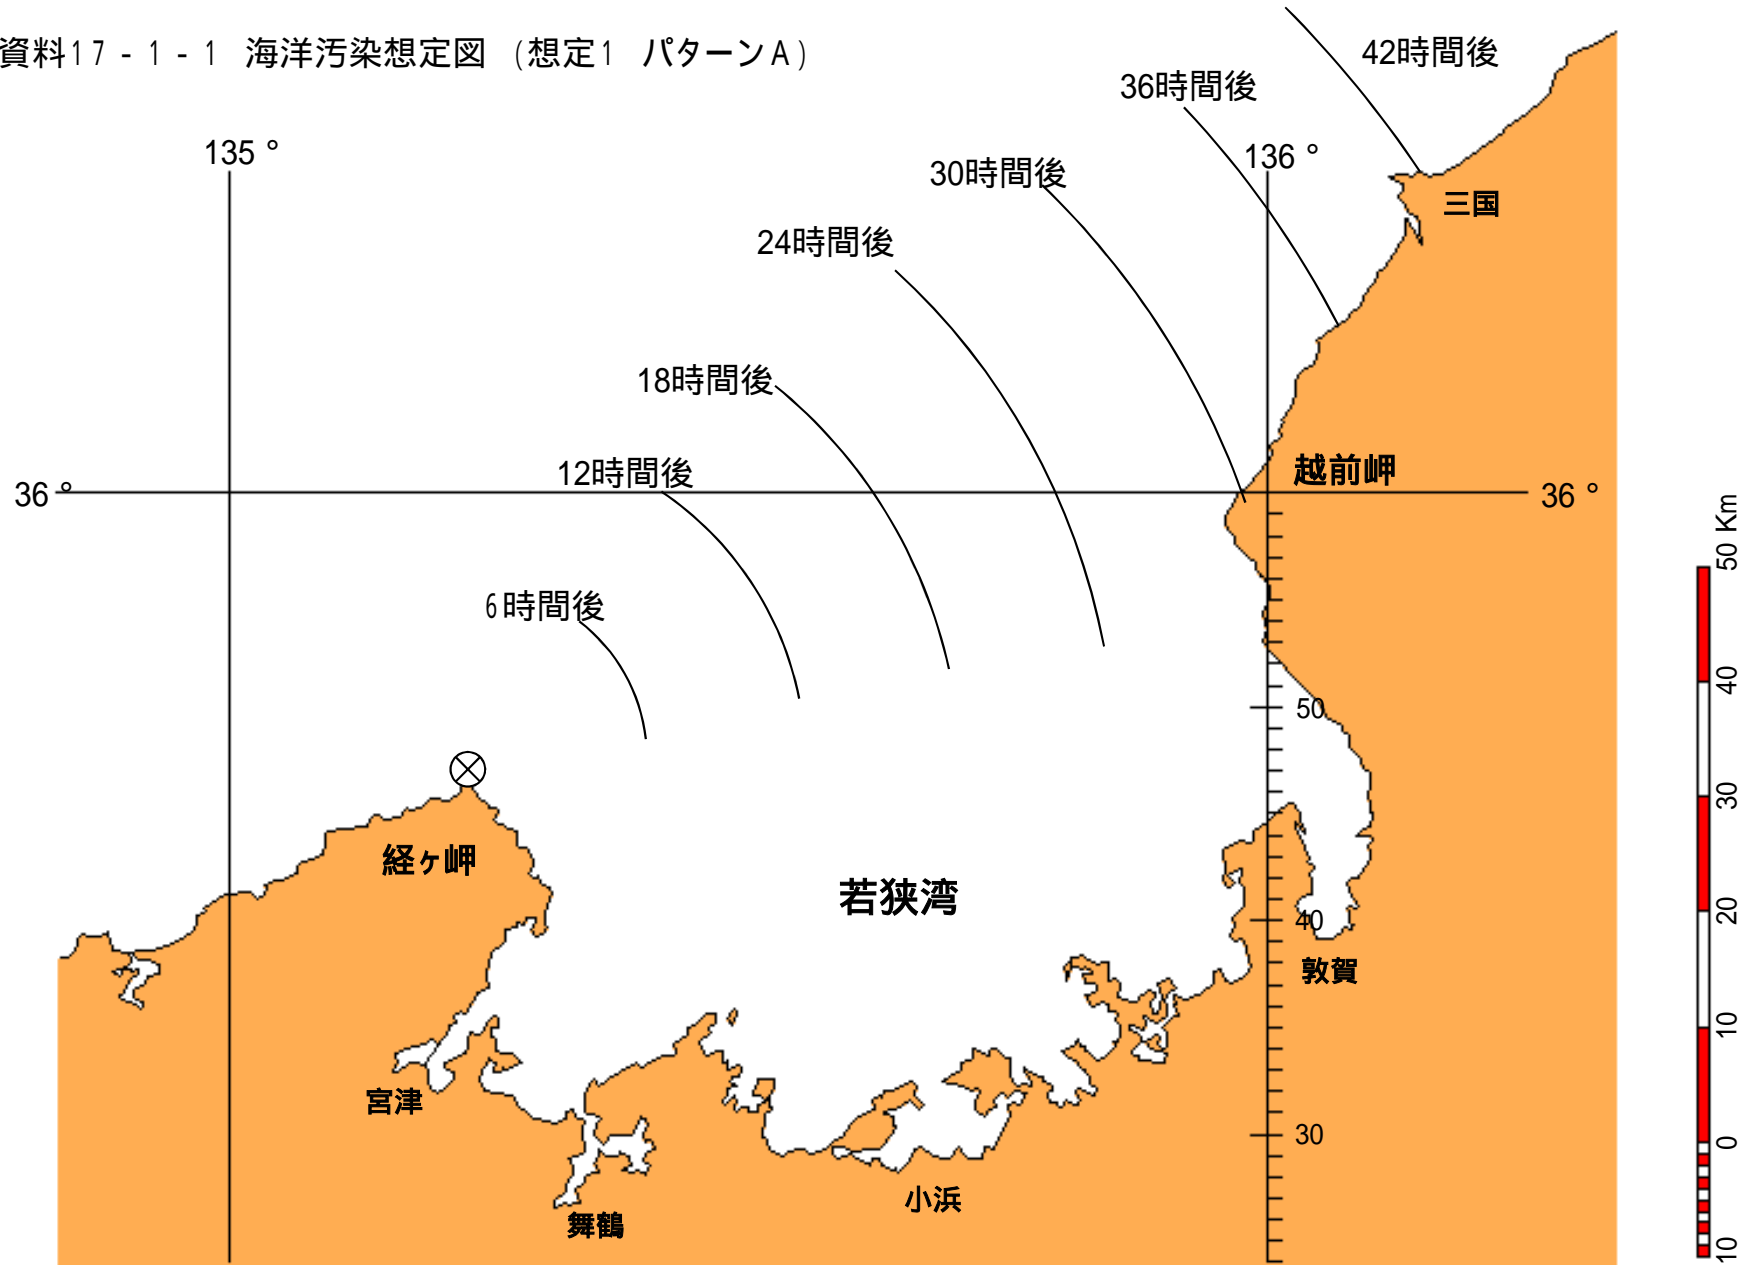 資料17-1-1 海洋汚染想定図 (想定1 パターンA)
42時間後
36時間後
135°
136°
30時間後
三国
24時間後
18時間後
12時間後
越前岬
36°
36°
6時間後
50
経ヶ岬
若狭湾
40
敦賀
宮津
30
小浜
舞鶴
50 Km
40
30
20
10
0
10